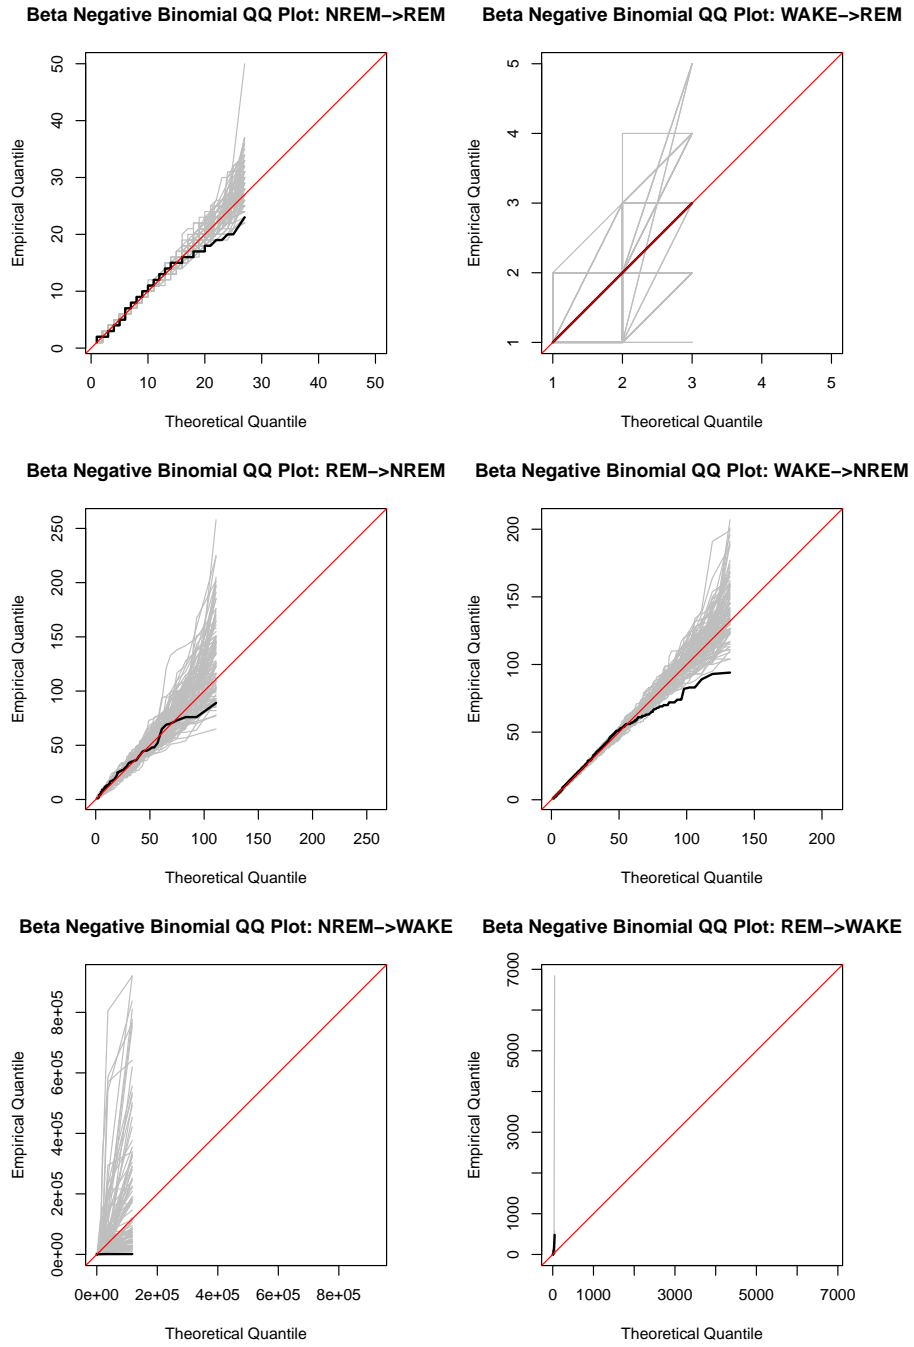 Beta Negative Binomial QQ Plot: NREM−>REM
Empirical Quantile
0 10 20 30 40 50
0 10 20 30 40 50
Theoretical Quantile
Beta Negative Binomial QQ Plot: WAKE−>REM
Empirical Quantile
1 2 3 4 5
1 2 3 4 5
Theoretical Quantile
Beta Negative Binomial QQ Plot: REM−>NREM
Empirical Quantile
0 50 100 150 200 250
0 50 100 150 200 250
Theoretical Quantile
Beta Negative Binomial QQ Plot: WAKE−>NREM
Empirical Quantile
0 50 100 150 200
0 50 100 150 200
Theoretical Quantile
Beta Negative Binomial QQ Plot: NREM−>WAKE
Empirical Quantile
0e+00 2e+05 4e+05 6e+05 8e+05
0e+00 2e+05 4e+05 6e+05 8e+05
Theoretical Quantile
Beta Negative Binomial QQ Plot: REM−>WAKE
Empirical Quantile
0 1000 3000 5000 7000
0 1000 3000 5000 7000
Theoretical Quantile